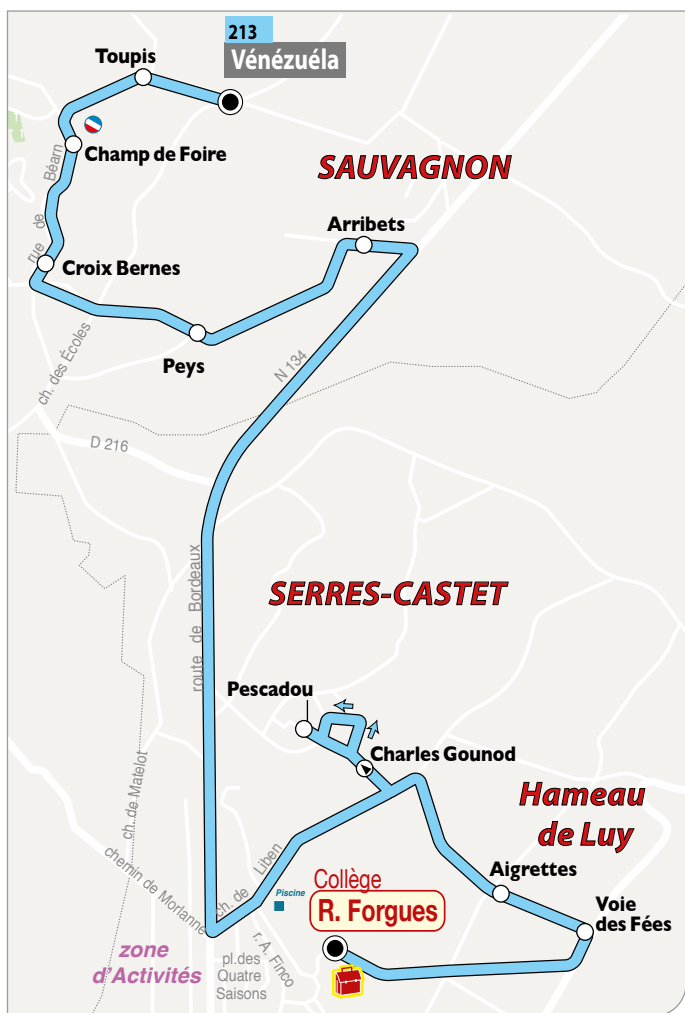 213
Vénézuéla
Toupis
Champ de Foire
rue de Béarn
SAUVAGNON
Arribets
Croix Bernes
Peys
ch. des Écoles
N 134
D 216
route de Bordeaux
SERRES-CASTET
Pescadou
Charles Gounod
Hameau
de Luy
ch. de Matelot
chemin de Morlanne
ch. de Liben
Aigrettes
Voie
des Fées
Piscine
Collège
R. Forgues
zone
d'Activités
r. A. Finco
pl.des
Quatre
Saisons